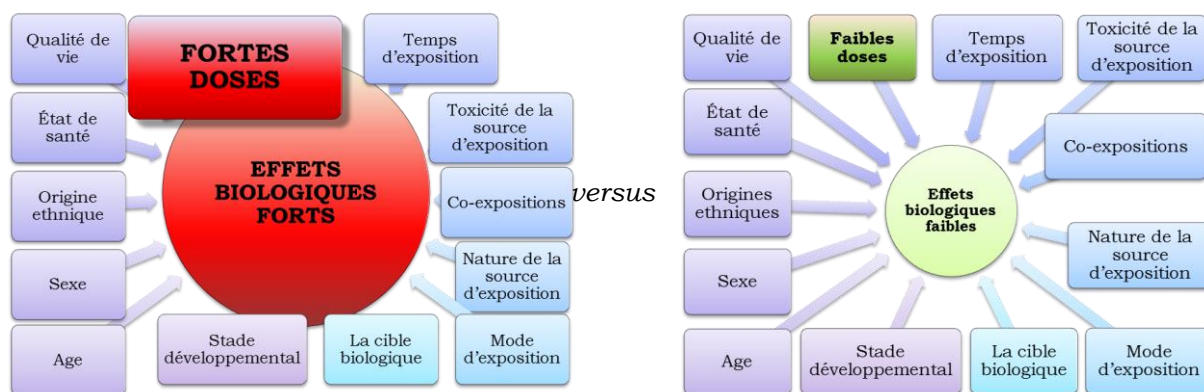 Qualité de
vie
FORTES
DOSES
Temps
d'exposition
État de
santé
Toxicité de la
source
d'exposition
Origine
ethnique
EFFETS
BIOLOGIQUES
FORTS
Co-expositions
Sexe
Nature de la
source
d'exposition
Age
Stade
développemental
La cible
biologique
Mode
d'exposition
versus
Qualité de
vie
Faibles
doses
Temps
d'exposition
Toxicité de la
source
d'exposition
État de
santé
Co-expositions
Origines
ethniques
Effets
biologiques
faibles
Sexe
Nature de la
source
d'exposition
Age
Stade
développemental
La cible
biologique
Mode
d'exposition